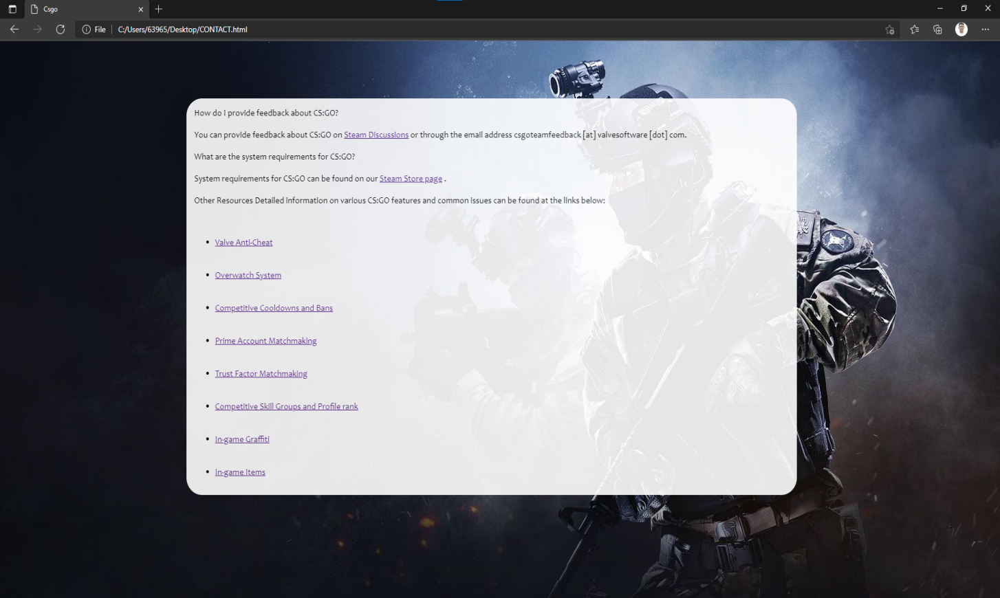 Csgo
File
C:/Users/63965/Desktop/CONTACT.html
How do I provide feedback about CS:GO?
You can provide feedback about CS:GO on Steam Discussions or through the email address csgoteamfeedback [at] valvesoftware [dot] com.
What are the system requirements for CS:GO?
System requirements for CS:GO can be found on our Steam Store page .
Other Resources Detailed information on various CS:GO features and common issues can be found at the links below:
• Valve Anti-Cheat
• Overwatch System
• Competitive Cooldowns and Bans
• Prime Account Matchmaking
• Trust Factor Matchmaking
• Competitive Skill Groups and Profile rank
• In-game Graffiti
• In-game Items